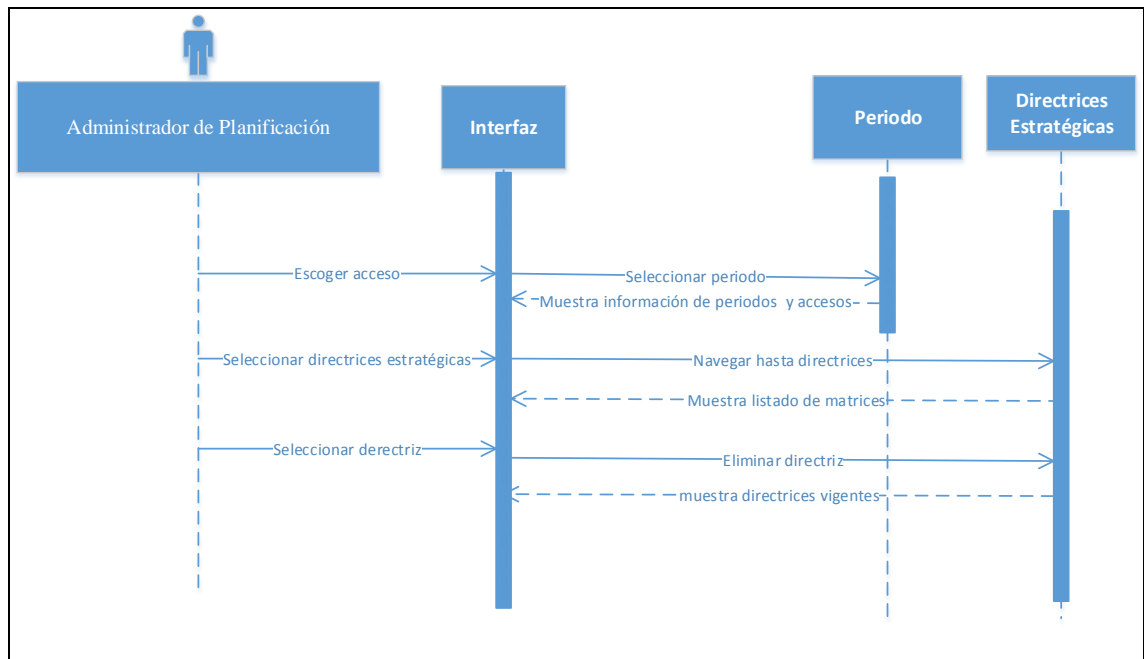 Administrador de Planificación
Interfaz
Periodo
Directrices
Estratégicas
Escoger acceso
Seleccionar periodo
Muestra información de periodos y accesos
Seleccionar directrices estratégicas
Navegar hasta directrices
Muestra listado de matrices
Seleccionar derectriz
Eliminar directriz
muestra directrices vigentes